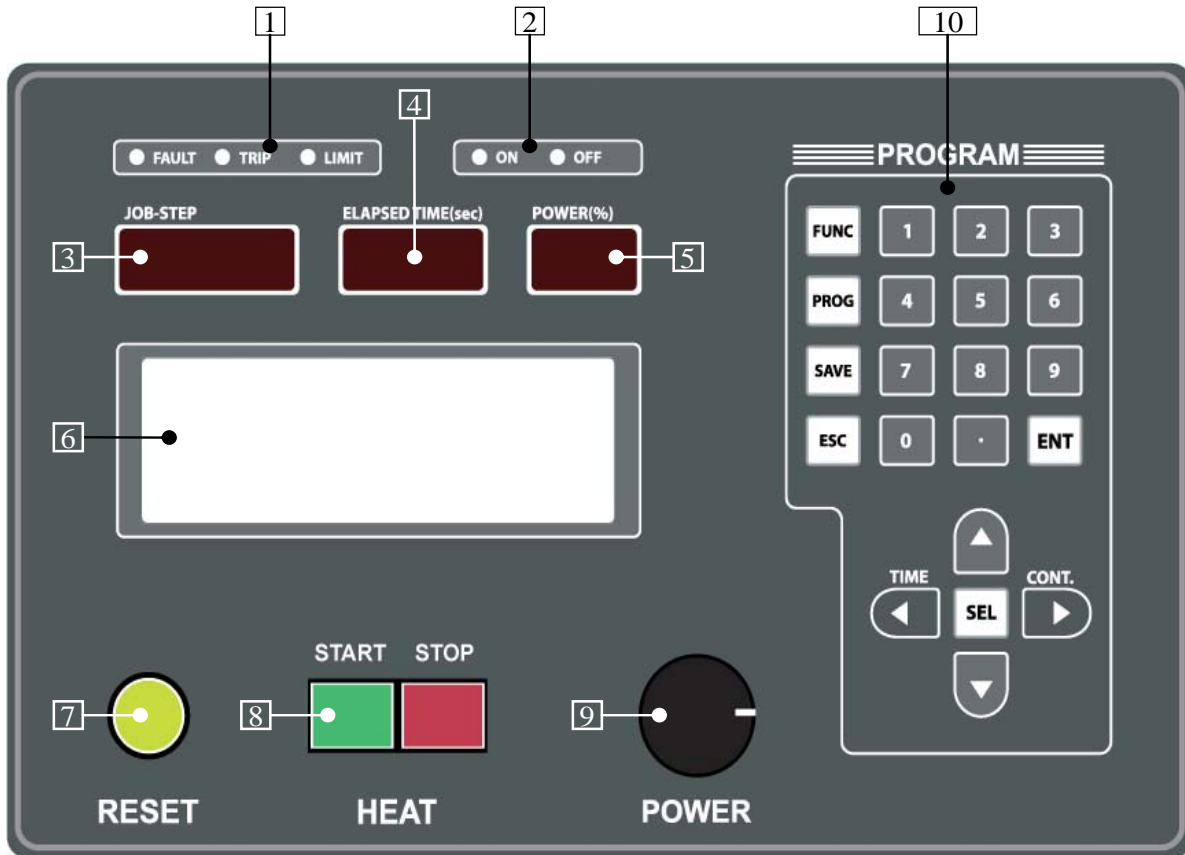 1 2 10
4
FAULT TRIP LIMIT ON OFF
PROGRAM
JOB-STEP ELAPSED TIME(sec) POWER(%)
3 5
FUNC 1 2 3
PROG 4 5 6
SAVE 7 8 9
6
ESC 0 . ENT
TIME CONT.
SEL
START STOP
7 8 9
RESET HEAT POWER